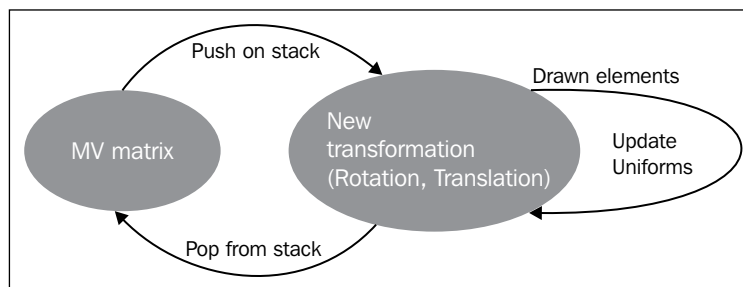 Push on stack
Drawn elements
MV matrix
New
transformation
(Rotation, Translation)
Update
Uniforms
Pop from stack